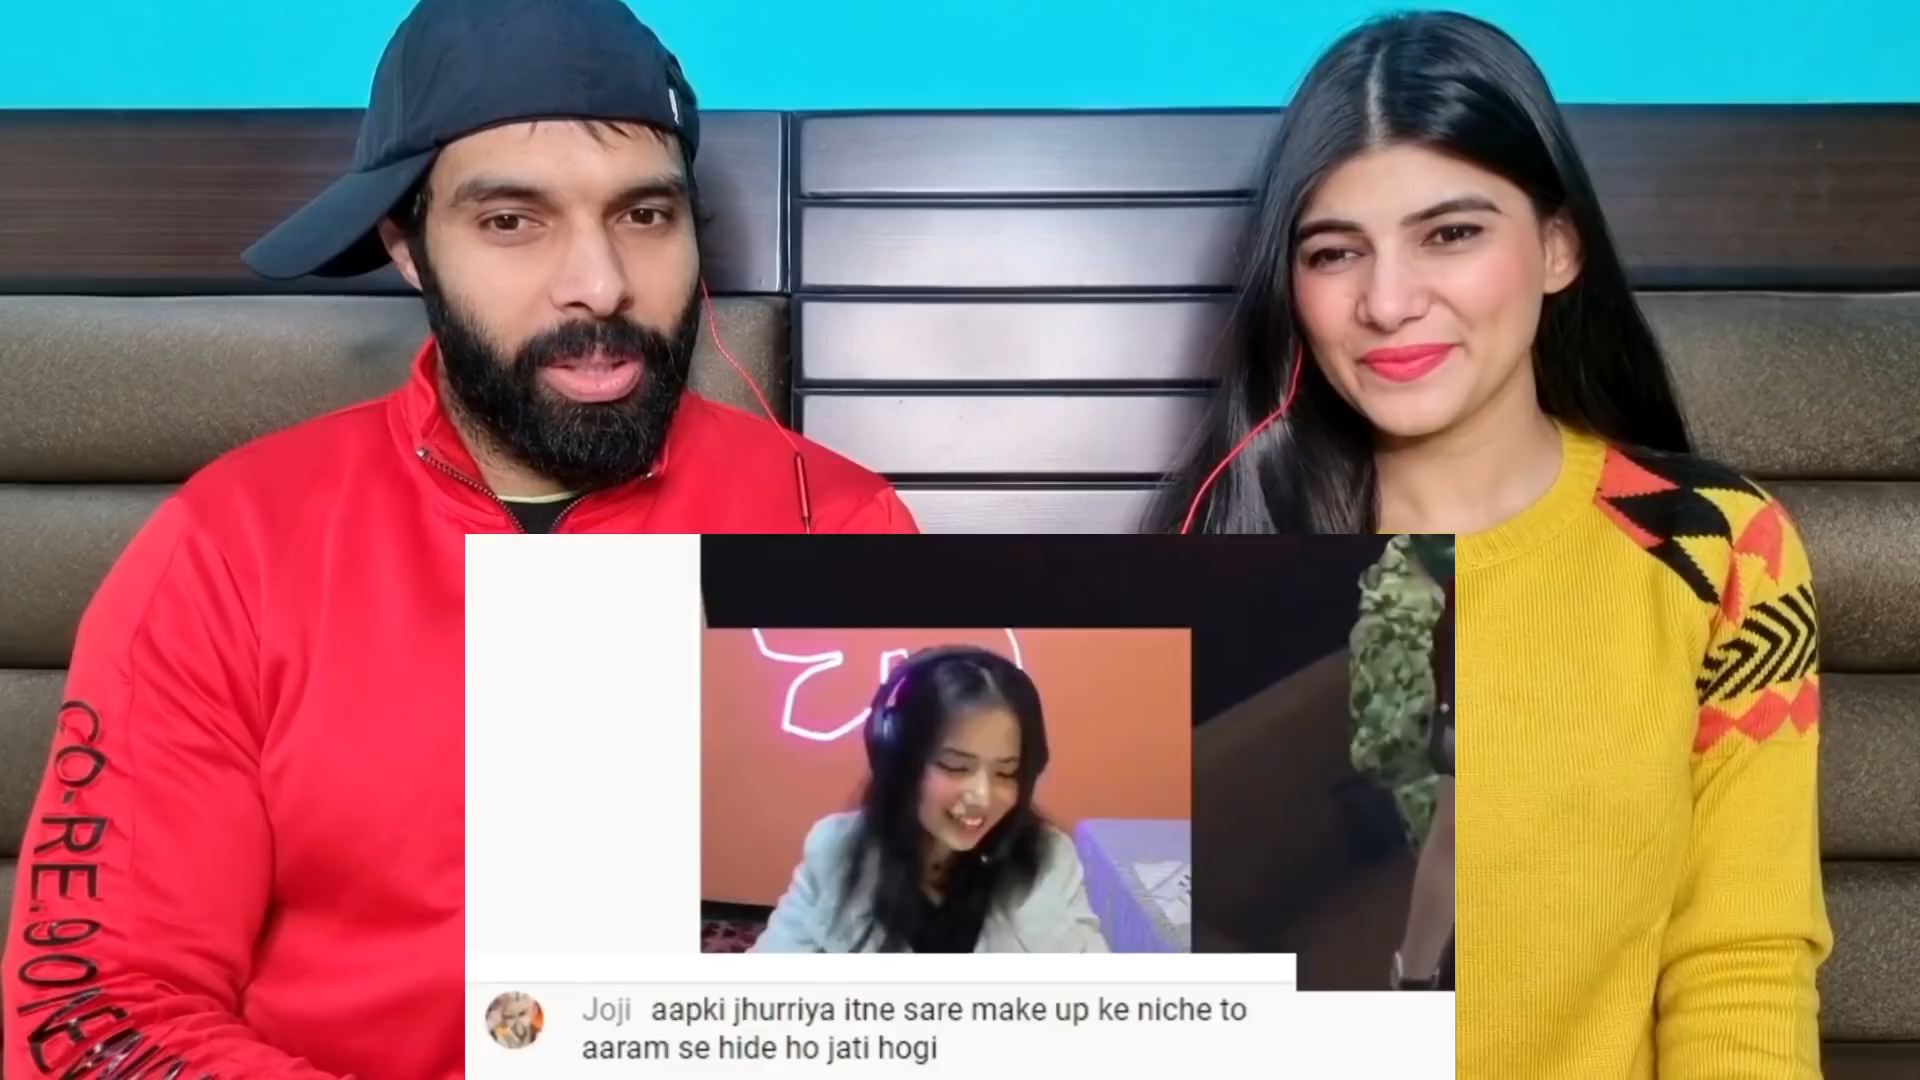 CO-RE.90
Joji aapki jhurriya itne sare make up ke niche to
aaram se hide ho jati hogi